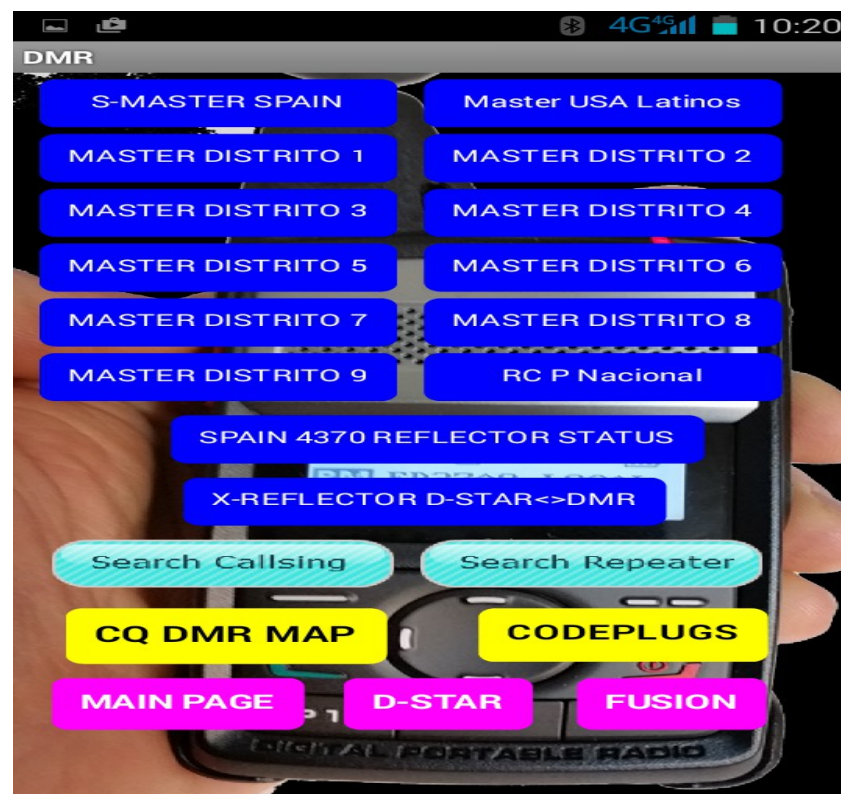 4G 4G 10:20
DMR
S-MASTER SPAIN Master USA Latinos
MASTER DISTRITO 1 MASTER DISTRITO 2
MASTER DISTRITO 3 MASTER DISTRITO 4
MASTER DISTRITO 5 MASTER DISTRITO 6
MASTER DISTRITO 7 MASTER DISTRITO 8
MASTER DISTRITO 9 RC P Nacional
SPAIN 4370 REFLECTOR STATUS
X-REFLECTOR D-STAR<>DMR
Search Callsing Search Repeater
CQ DMR MAP CODEPLUGS
MAIN PAGE D-STAR FUSION
P 1
DIGITAL PORTABLE RADIO